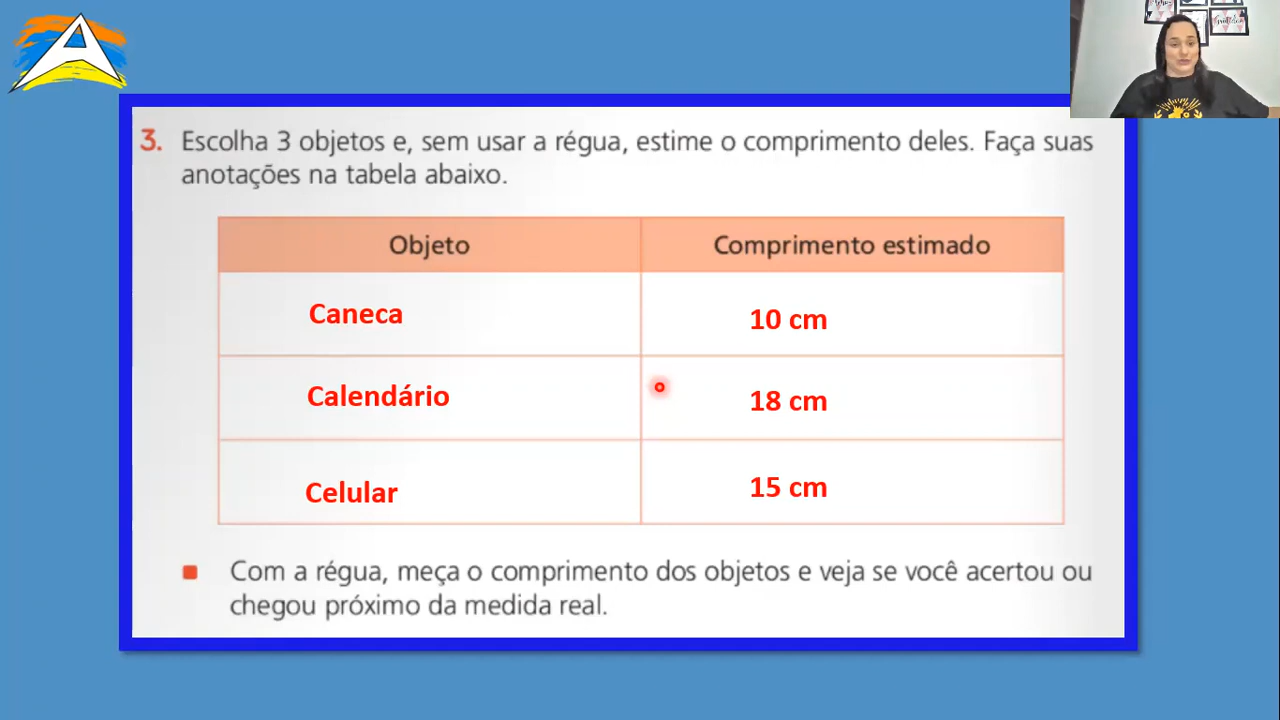 3. Escolha 3 objetos e, sem usar a régua, estime o comprimento deles. Faça suas
anotações na tabela abaixo.
Objeto Comprimento estimado
Caneca 10 cm
Calendário 18 cm
Celular 15 cm
Com a régua, meça o comprimento dos objetos e veja se você acertou ou
chegou próximo da medida real.